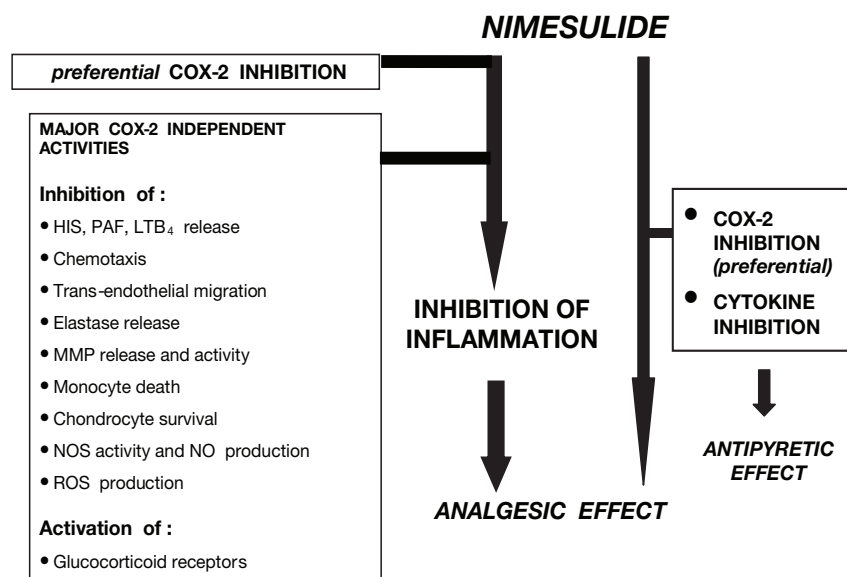 NIMESULIDE
preferential COX-2 INHIBITION
MAJOR COX-2 INDEPENDENT
ACTIVITIES
Inhibition of :
• HIS, PAF, LTB₄ release
• Chemotaxis
• Trans-endothelial migration
• Elastase release
• MMP release and activity
• Monocyte death
• Chondrocyte survival
• NOS activity and NO production
• ROS production
Activation of :
• Glucocorticoid receptors
INHIBITION OF
INFLAMMATION
ANALGESIC EFFECT
• COX-2
INHIBITION
(preferential)
• CYTOKINE
INHIBITION
ANTIPYRETIC
EFFECT